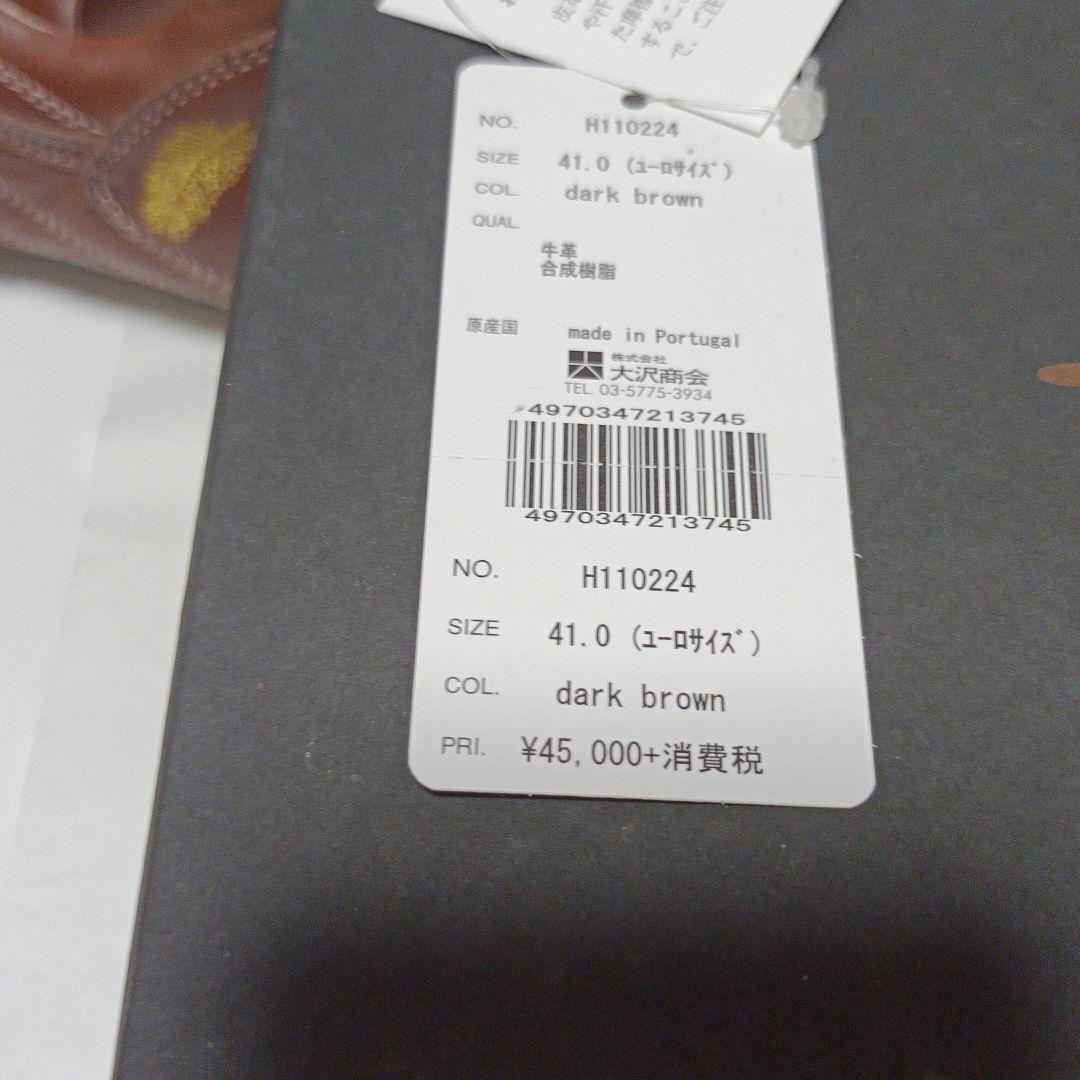 NO. H110224
SIZE 41.0 (ﾕｰﾛｻｲｽﾞ)
COL. dark brown
QUAL.
牛革
合成樹脂
原産国 made in Portugal
株式会社
大沢商会
TEL. 03-5775-3934
4970347213745
4970347213745
NO. H110224
SIZE 41.0 (ﾕｰﾛｻｲｽﾞ)
COL. dark brown
PRI. ¥45,000+消費税